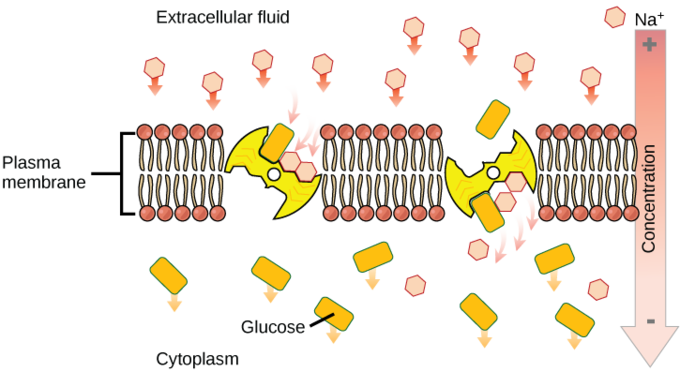 Extracellular fluid
Na⁺
+
Plasma
membrane
Concentration
-
Glucose
Cytoplasm